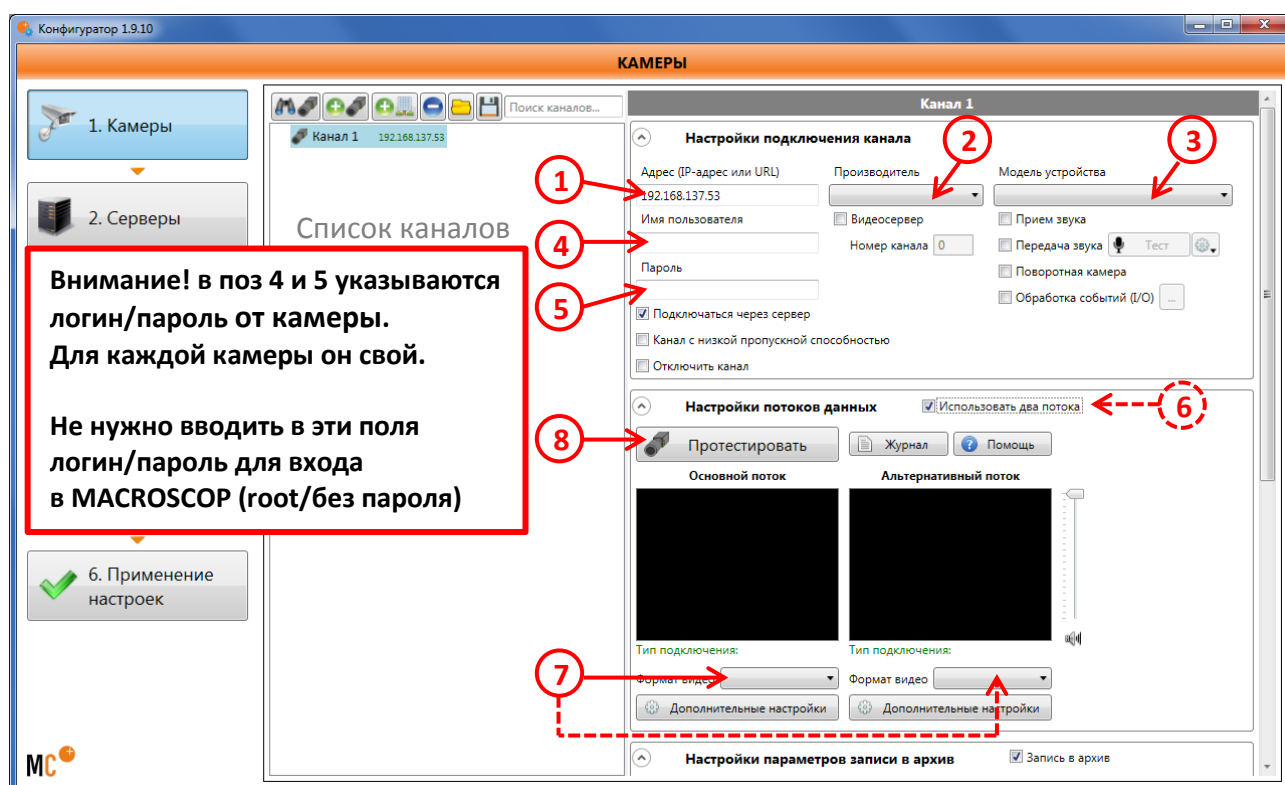 Конфигуратор 1.9.10
КАМЕРЫ
1. Камеры
2. Серверы
Внимание! в поз 4 и 5 указываются
логин/пароль от камеры.
Для каждой камеры он свой.
Не нужно вводить в эти поля
логин/пароль для входа
в MACROSCOP (root/без пароля)
6. Применение
настроек
MC
Поиск каналов...
Канал 1 192.168.137.53
Список каналов
Канал 1
Настройки подключения канала
2
3
1
Адрес (IP-адрес или URL) Производитель Модель устройства
192.168.137.53
4
Имя пользователя Видеосервер Прием звука
Номер канала 0 Передача звука Тест
5
Пароль Поворотная камера
Обработка событий (I/O) ...
Подключаться через сервер
Канал с низкой пропускной способностью
Отключить канал
Настройки потоков данных Использовать два потока
6
8
Протестировать Журнал Помощь
Основной поток Альтернативный поток
Тип подключения: Тип подключения:
7
Формат видео Формат видео
Дополнительные настройки Дополнительные настройки
Настройки параметров записи в архив Запись в архив